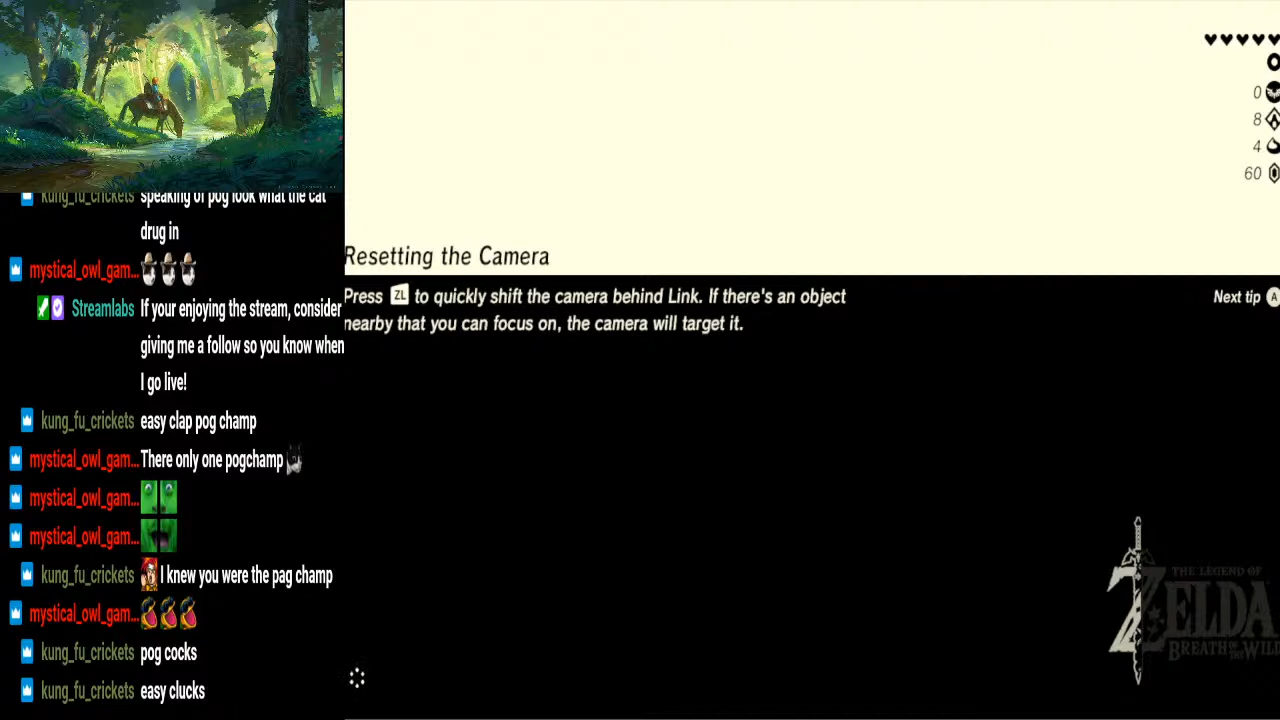 kung_fu_crickets speaking of pog look what the cat
drug in
mystical_owl_gam...
Streamlabs If your enjoying the stream, consider
giving me a follow so you know when
I go live!
kung_fu_crickets easy clap pog champ
mystical_owl_gam... There only one pogchamp
mystical_owl_gam...
mystical_owl_gam...
kung_fu_crickets I knew you were the pag champ
mystical_owl_gam...
kung_fu_crickets pog cocks
kung_fu_crickets easy clucks
0
8
4
60
Resetting the Camera
Press ZL to quickly shift the camera behind Link. If there's an object
nearby that you can focus on, the camera will target it.
Next tip A
THE LEGEND OF
ZELDA
BREATH OF THE WILD